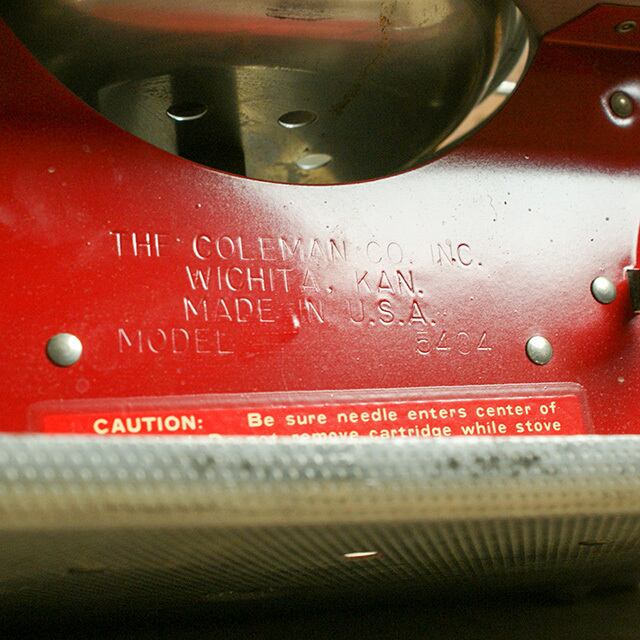 THE COLEMAN CO. INC.
WICHITA, KAN.
MADE IN U.S.A.
MODEL 5404
CAUTION: Be sure needle enters center of
remove cartridge while stove